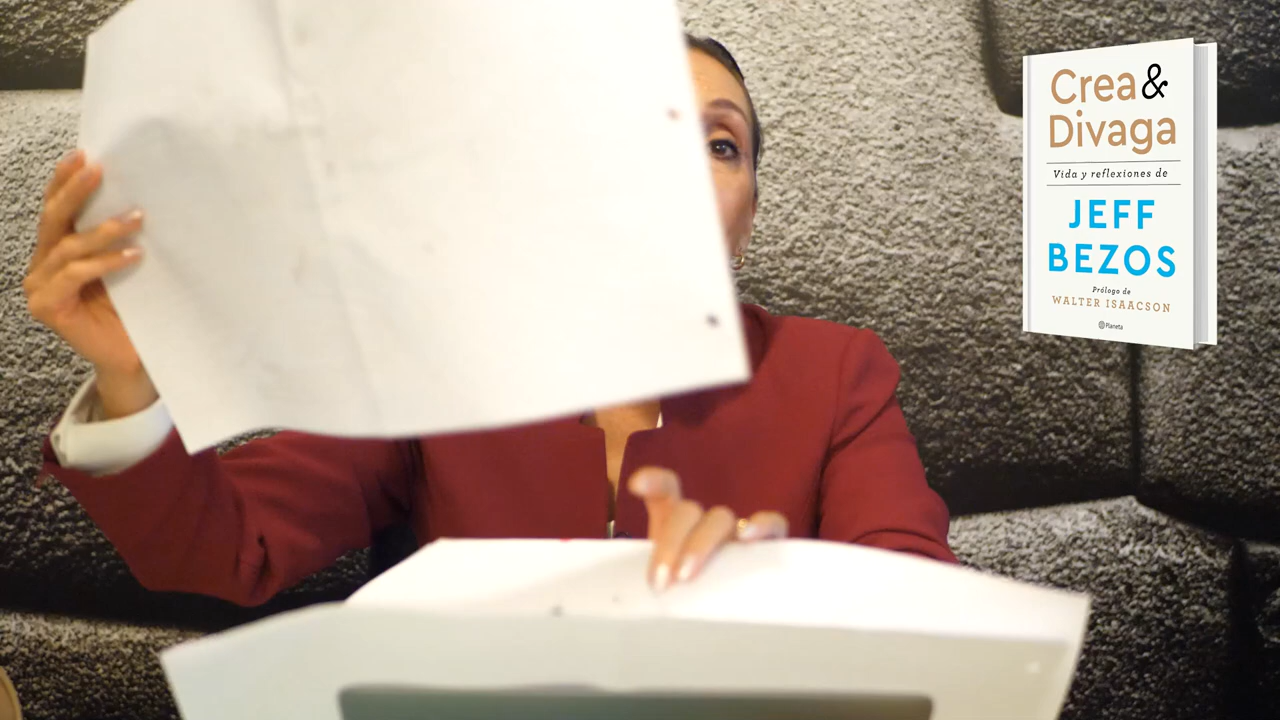 Crea &
Divaga
Vida y reflexiones de
JEFF
BEZOS
Prólogo de
WALTER ISAACSON
Planeta